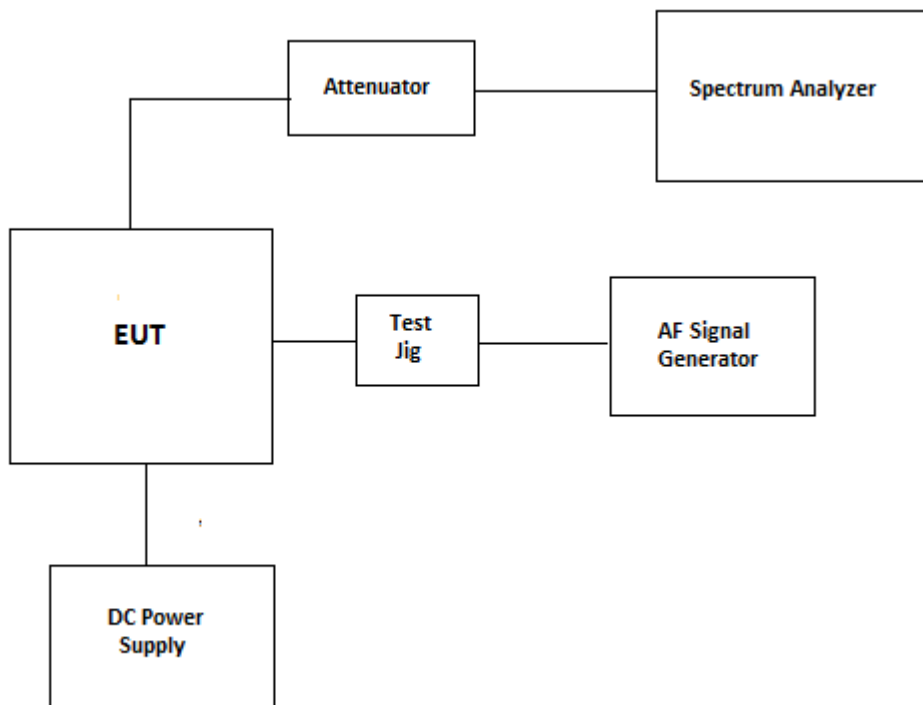 Attenuator
Spectrum Analyzer
EUT
Test
Jig
AF Signal
Generator
DC Power
Supply